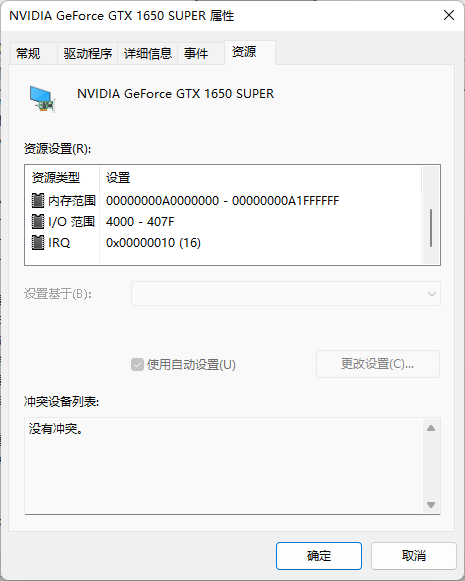 NVIDIA GeForce GTX 1650 SUPER 属性
常规 驱动程序 详细信息 事件 资源
NVIDIA GeForce GTX 1650 SUPER
资源设置(R):
资源类型 设置
内存范围 00000000A0000000 - 00000000A1FFFFFF
I/O 范围 4000 - 407F
IRQ 0x00000010 (16)
设置基于(B):
使用自动设置(U) 更改设置(C)...
冲突设备列表:
没有冲突。
确定 取消